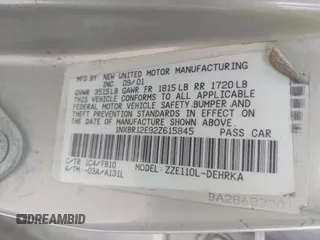 MFD BY: NEW UNITED MOTOR MANUFACTURING
INC. 09/01
GVWR 3515LB GAWR FR 1815LB RR 1720LB
THIS VEHICLE CONFORMS TO ALL APPLICABLE
FEDERAL MOTOR VEHICLE SAFETY,BUMPER,AND
THEFT PREVENTION STANDARDS IN EFFECT ON
THE DATE OF MANUFACTURE SHOWN ABOVE.
1NXBR12E92Z615845 PASS CAR
C/TR 1C4/FB10 MODEL ZZE110L-DEHRKA
A/TM -03A/A131L
DID BIDCARS